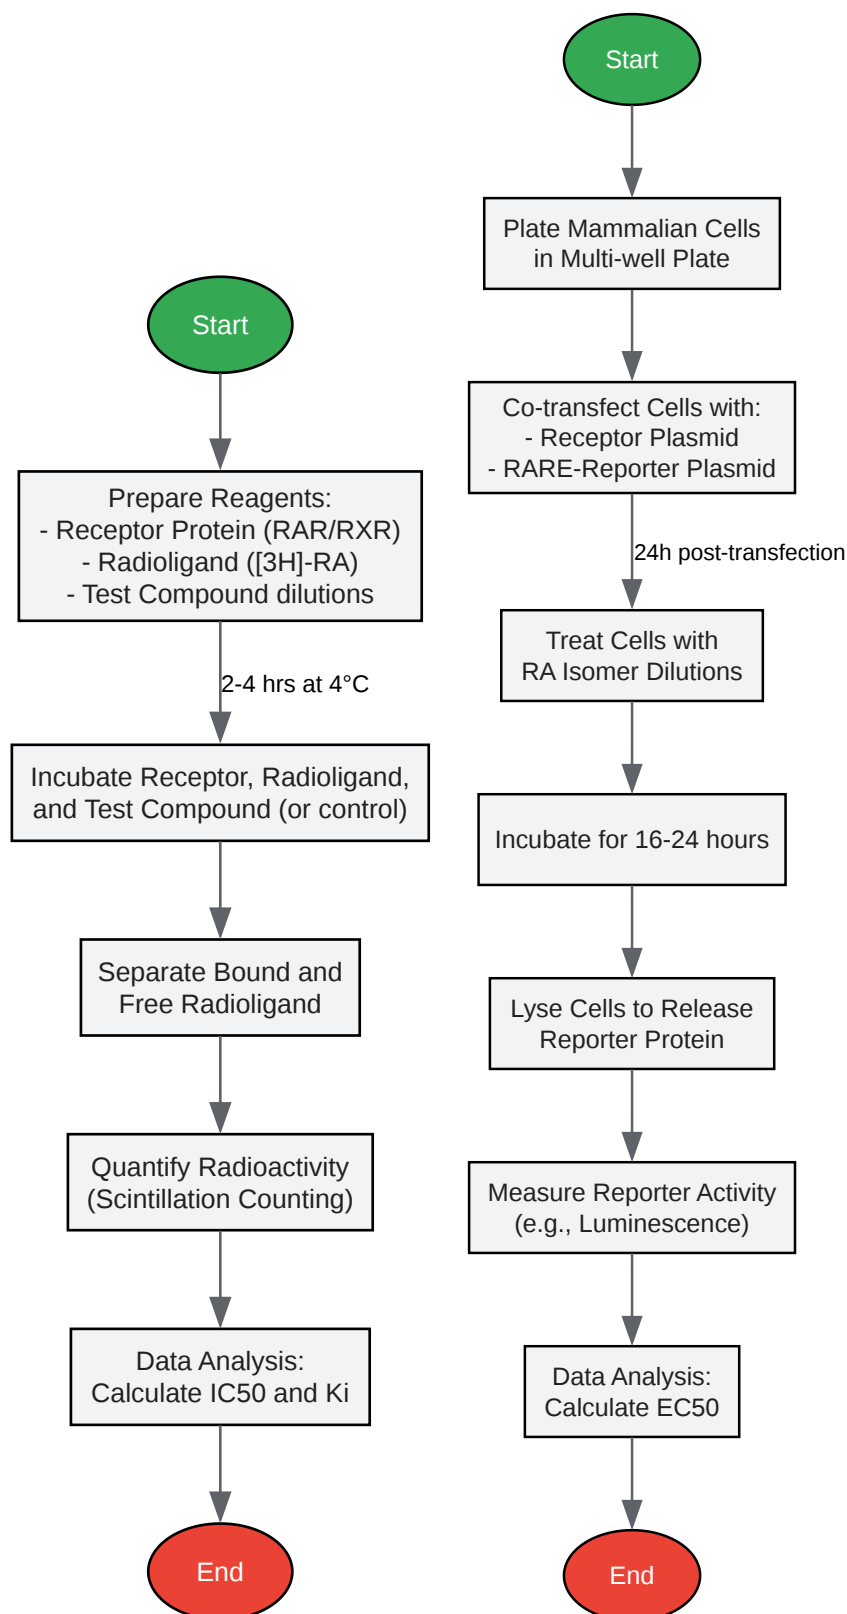 Start
Prepare Reagents:
- Receptor Protein (RAR/RXR)
- Radioligand ([3H]-RA)
- Test Compound dilutions
2-4 hrs at 4°C
Incubate Receptor, Radioligand,
and Test Compound (or control)
Separate Bound and
Free Radioligand
Quantify Radioactivity
(Scintillation Counting)
Data Analysis:
Calculate IC50 and Ki
End
Start
Plate Mammalian Cells
in Multi-well Plate
Co-transfect Cells with:
- Receptor Plasmid
- RARE-Reporter Plasmid
24h post-transfection
Treat Cells with
RA Isomer Dilutions
Incubate for 16-24 hours
Lyse Cells to Release
Reporter Protein
Measure Reporter Activity
(e.g., Luminescence)
Data Analysis:
Calculate EC50
End